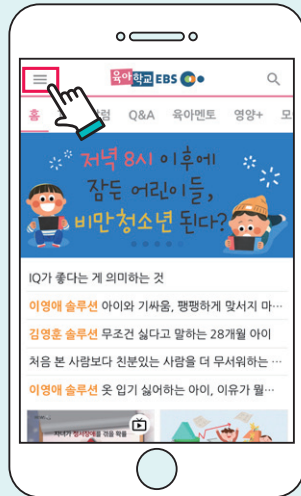 육아학교 EBS
홈 Q&A 육아멘토 영양+
저녁 8시 이후에
잠든 어린이들,
비만청소년 된다?
IQ가 좋다는 게 의미하는 것
이영애 솔루션 아이와 기싸움, 팽팽하게 맞서지 마…
김영훈 솔루션 무조건 싫다고 말하는 28개월 아이
처음 본 사람보다 친분있는 사람을 더 무서워하는 …
이영애 솔루션 옷 입기 싫어하는 아이, 이유가 뭘…